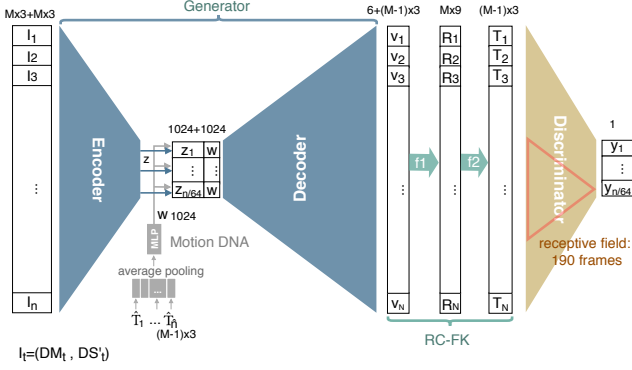 Generator
Mx3+Mx3
6+(M-1)x3
Mx9
(M-1)x3
I1
I2
I3
...
In
Encoder
z
1024+1024
z1 w
⋮ ⋮
zn/64 w
w 1024
MLP
Motion DNA
average pooling
...
T̂1 ... T̂n̂
(M-1)x3
Decoder
v1
v2
v3
⋮
vN
f1
R1
R2
R3
⋮
RN
f2
T1
T2
T3
⋮
TN
RC-FK
Discriminator
1
y1
⋮
yn/64
receptive field:
190 frames
It=(DMt , DS't)